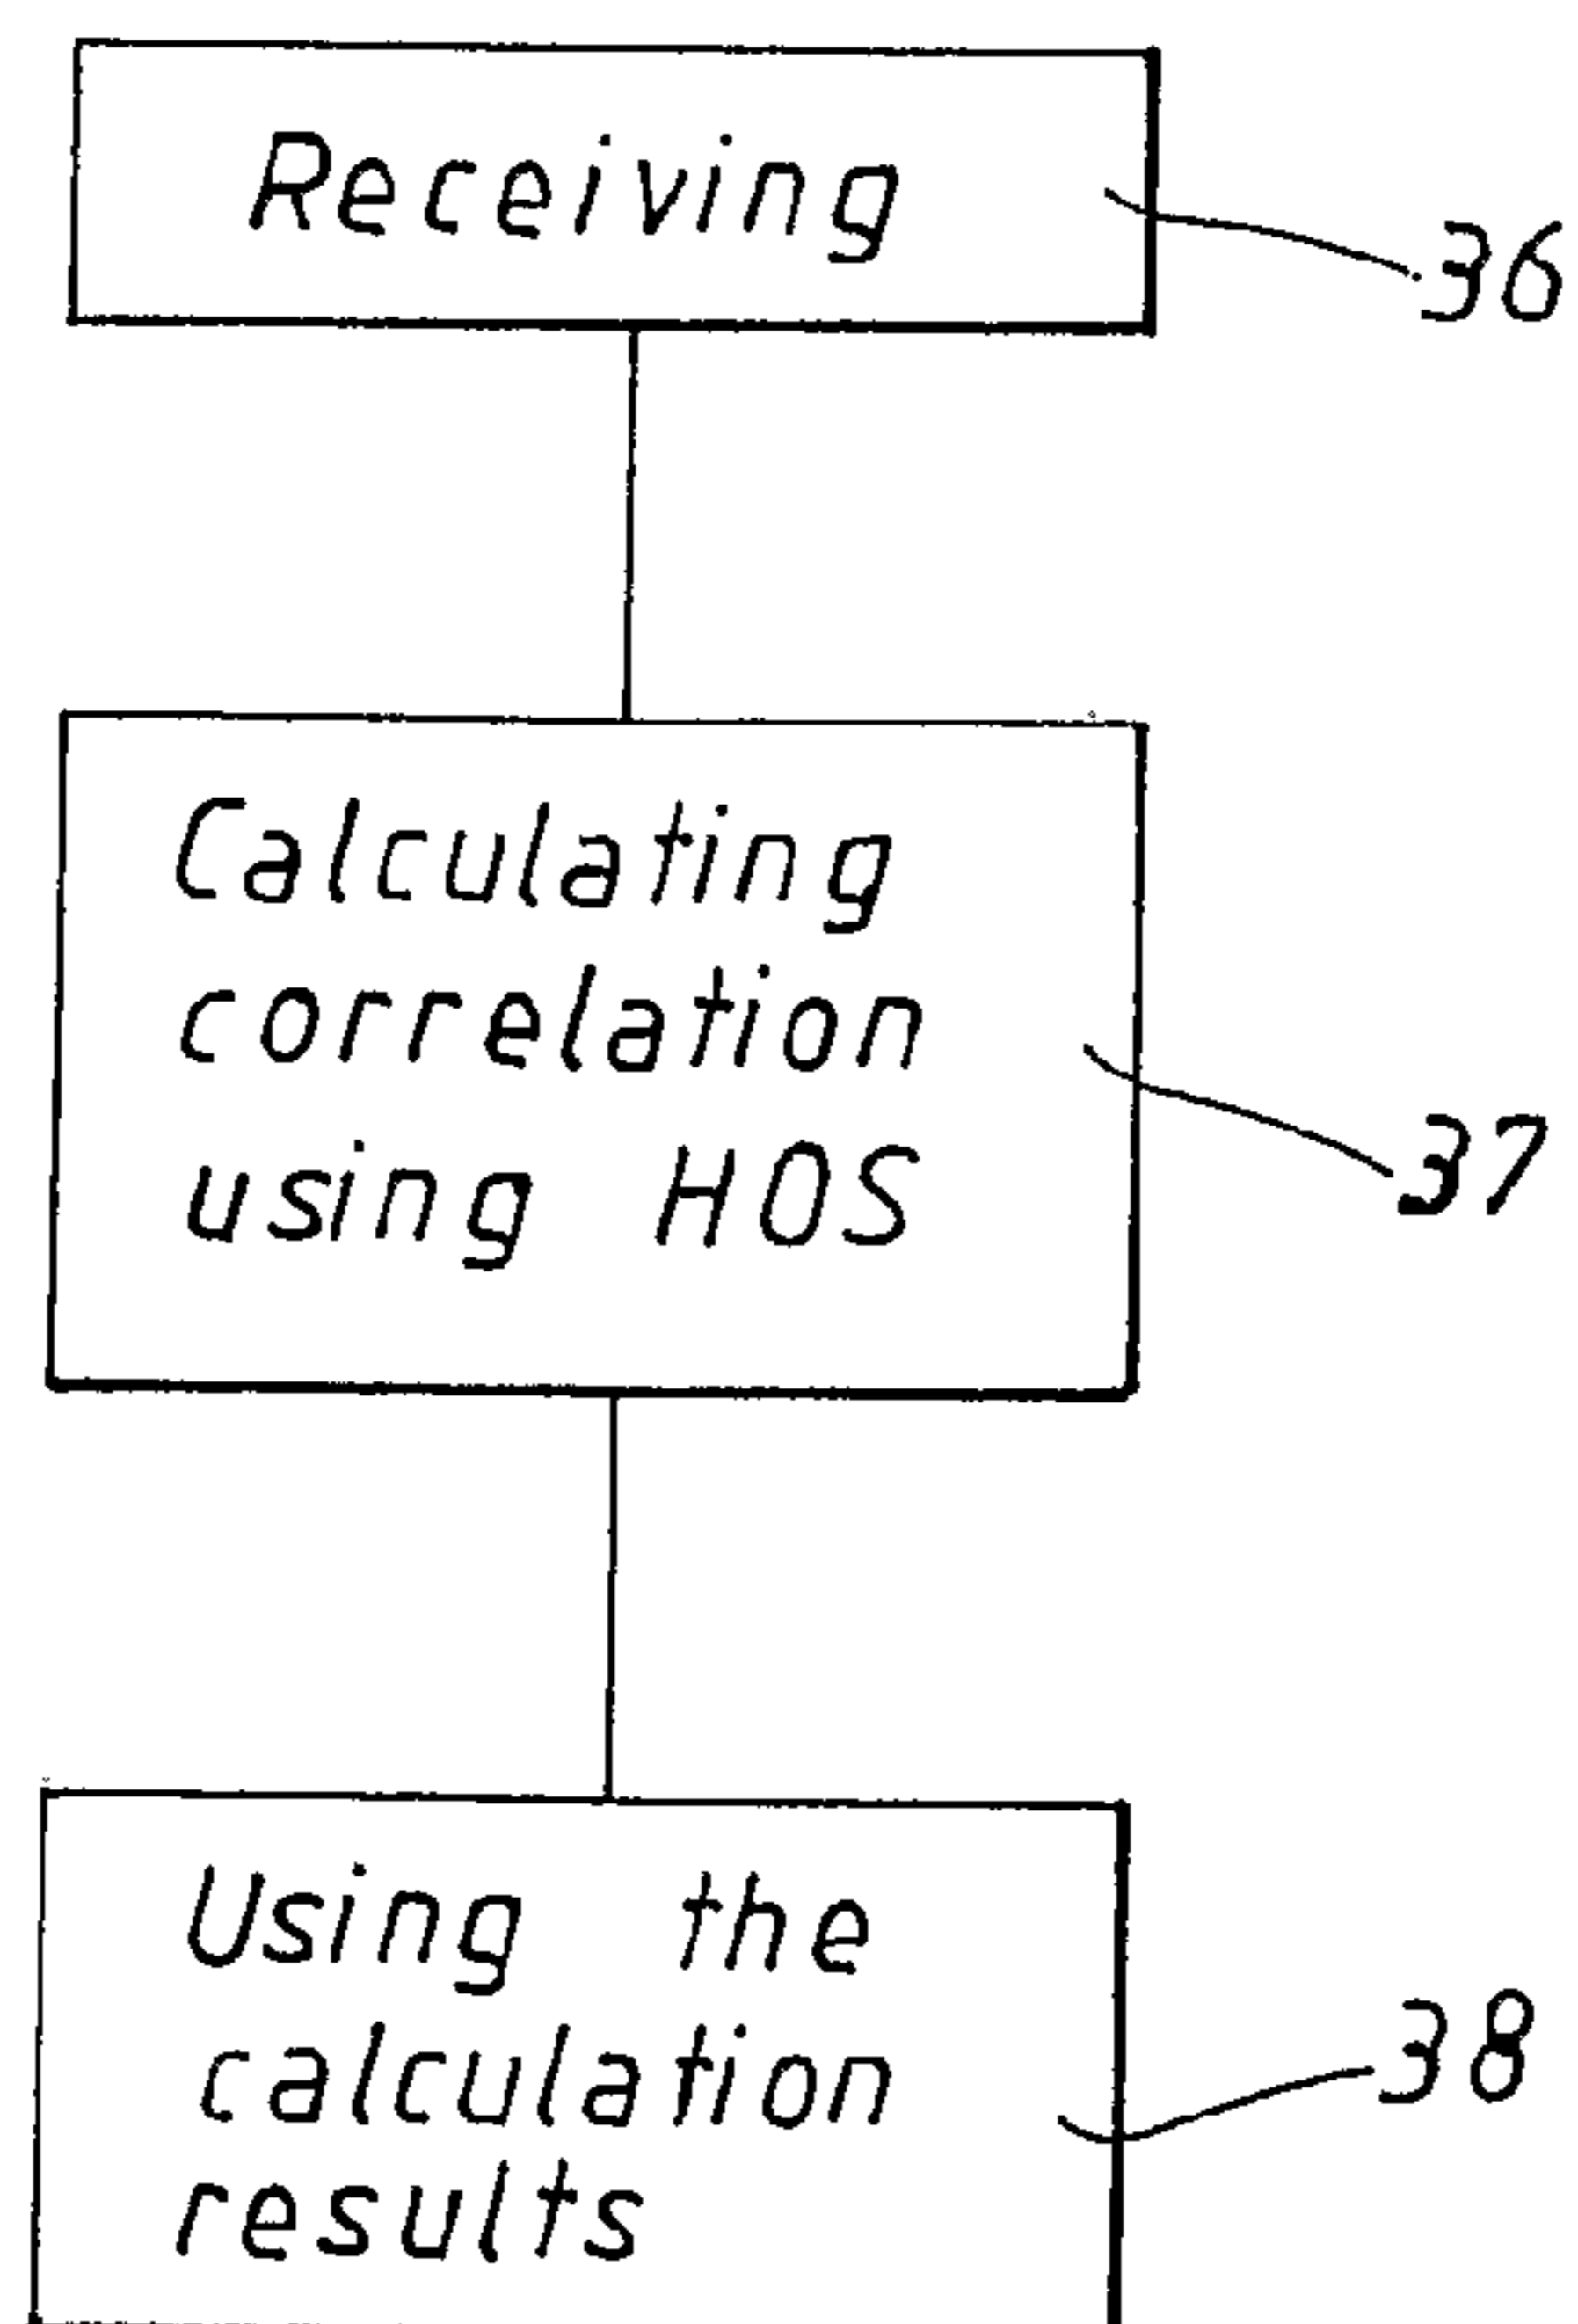 Receiving
36
Calculating
correlation
using HOS
37
Using the
calculation
results
38